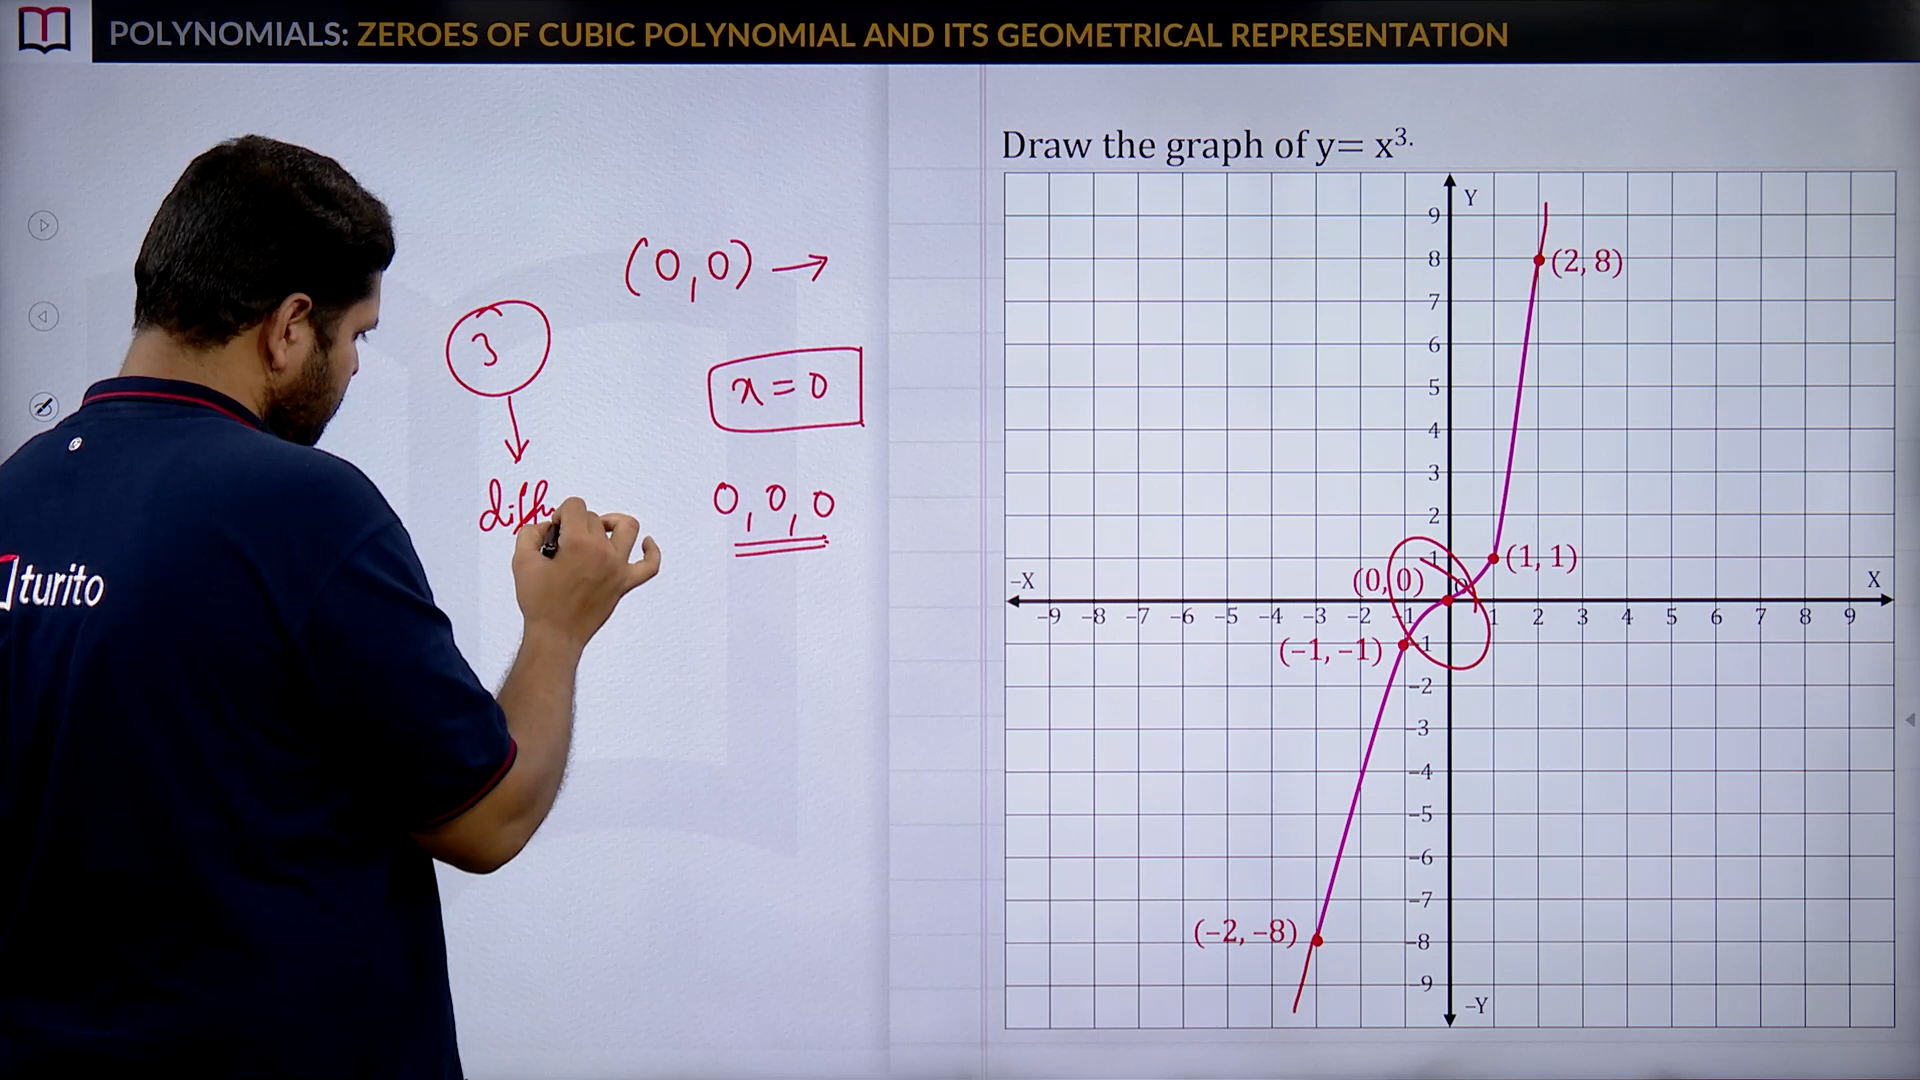 POLYNOMIALS: ZEROES OF CUBIC POLYNOMIAL AND ITS GEOMETRICAL REPRESENTATION
(0,0) →
3
x = 0
0, 0, 0
turito
Draw the graph of y= x³·
Y
9
8
7
6
5
4
3
2
1
(2, 8)
(1, 1)
(0,0)
–X
X
–9 –8 –7 –6 –5 –4 –3 –2 –1 1 2 3 4 5 6 7 8 9
(–1, –1)
–1
–2
–3
–4
–5
–6
–7
(–2, –8)
–8
–9
–Y